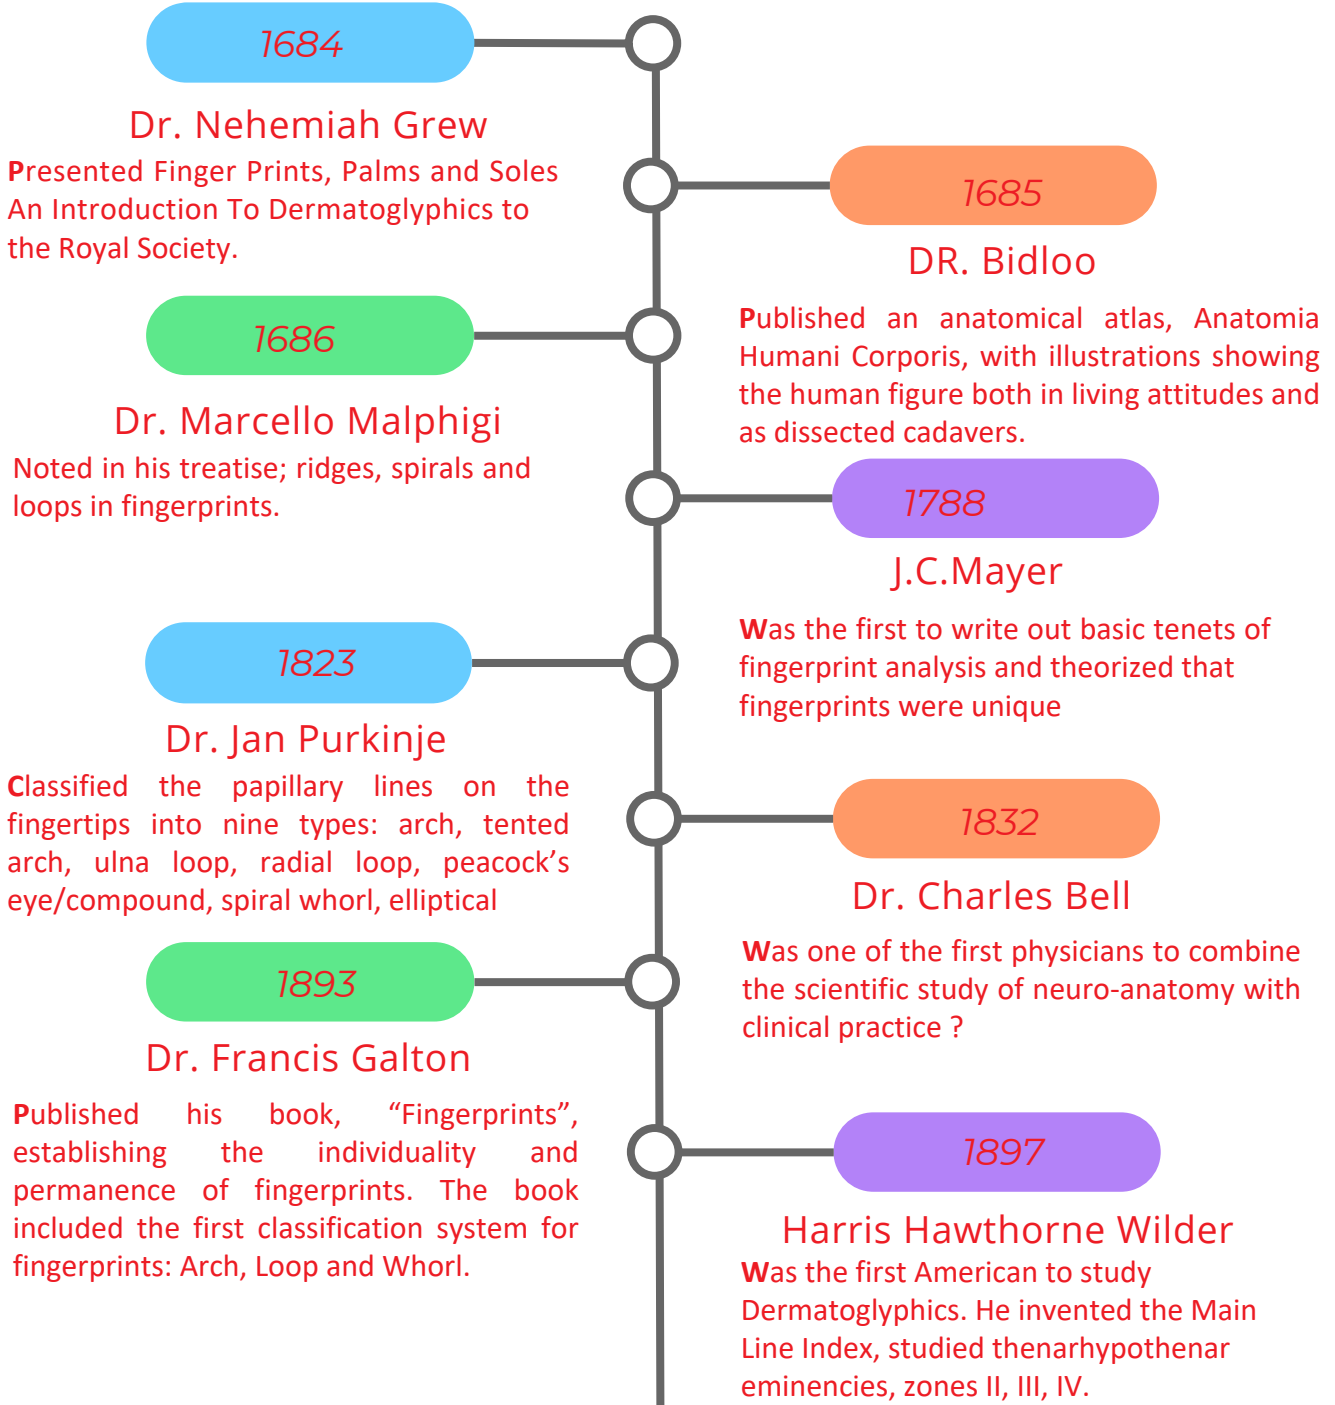 1684
Dr. Nehemiah Grew
Presented Finger Prints, Palms and Soles
An Introduction To Dermatoglyphics to
the Royal Society.
1685
DR. Bidloo
Published an anatomical atlas, Anatomia
Humani Corporis, with illustrations showing
the human figure both in living attitudes and
as dissected cadavers.
1686
Dr. Marcello Malphigi
Noted in his treatise; ridges, spirals and
loops in fingerprints.
1788
J.C.Mayer
Was the first to write out basic tenets of
fingerprint analysis and theorized that
fingerprints were unique
1823
Dr. Jan Purkinje
Classified the papillary lines on the
fingertips into nine types: arch, tented
arch, ulna loop, radial loop, peacock’s
eye/compound, spiral whorl, elliptical
1832
Dr. Charles Bell
Was one of the first physicians to combine
the scientific study of neuro-anatomy with
clinical practice ?
1893
Dr. Francis Galton
Published his book, “Fingerprints”,
establishing the individuality and
permanence of fingerprints. The book
included the first classification system for
fingerprints: Arch, Loop and Whorl.
1897
Harris Hawthorne Wilder
Was the first American to study
Dermatoglyphics. He invented the Main
Line Index, studied thenarhypothenar
eminencies, zones II, III, IV.